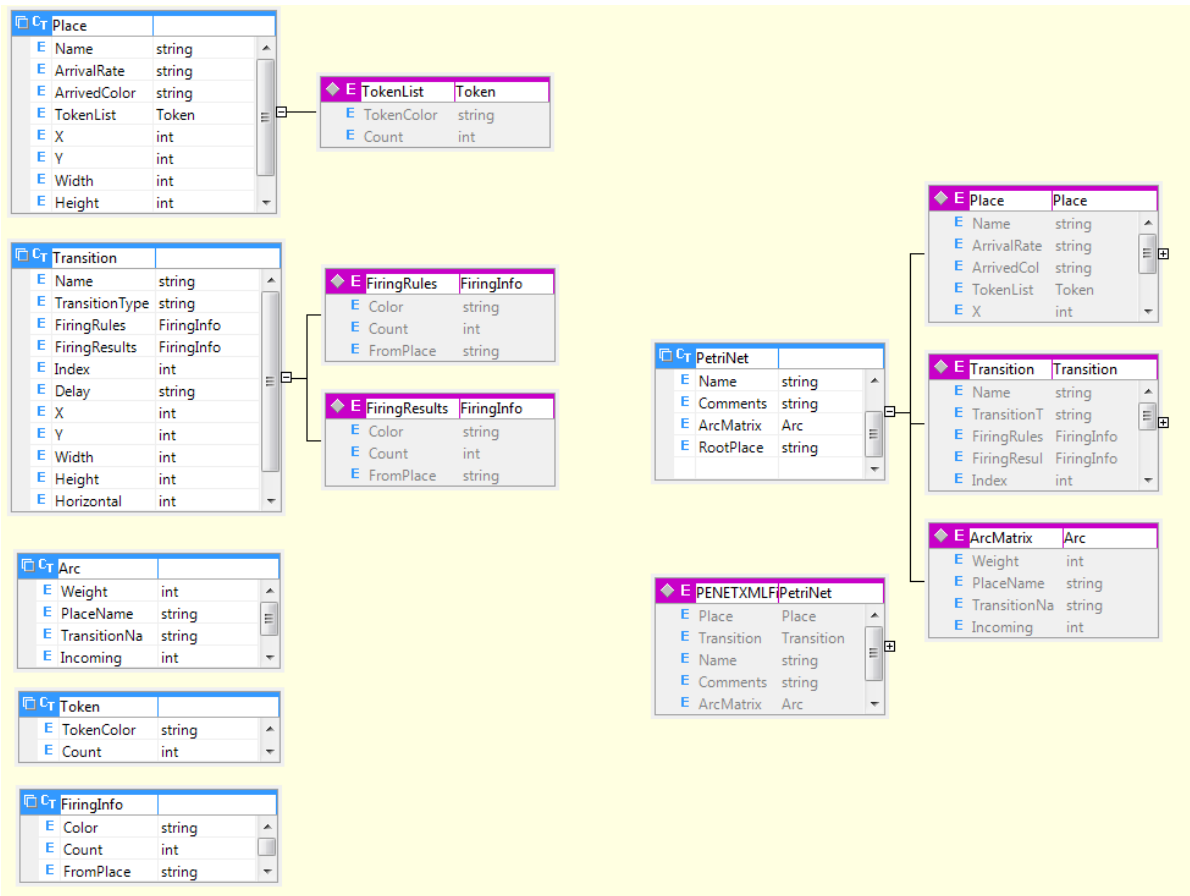 CT Place
E Name string
E ArrivalRate string
E ArrivedColor string
E TokenList Token
E X int
E Y int
E Width int
E Height int
E TokenList Token
E TokenColor string
E Count int
CT Transition
E Name string
E TransitionType string
E FiringRules FiringInfo
E FiringResults FiringInfo
E Index int
E Delay string
E X int
E Y int
E Width int
E Height int
E Horizontal int
E FiringRules FiringInfo
E Color string
E Count int
E FromPlace string
E FiringResults FiringInfo
E Color string
E Count int
E FromPlace string
CT Arc
E Weight int
E PlaceName string
E TransitionNa string
E Incoming int
CT Token
E TokenColor string
E Count int
CT FiringInfo
E Color string
E Count int
E FromPlace string
CT PetriNet
E Name string
E Comments string
E ArcMatrix Arc
E RootPlace string
E PENETXMLFi PetriNet
E Place Place
E Transition Transition
E Name string
E Comments string
E ArcMatrix Arc
E Place Place
E Name string
E ArrivalRate string
E ArrivedCol string
E TokenList Token
E X int
E Transition Transition
E Name string
E TransitionT string
E FiringRules FiringInfo
E FiringResul FiringInfo
E Index int
E ArcMatrix Arc
E Weight int
E PlaceName string
E TransitionNa string
E Incoming int